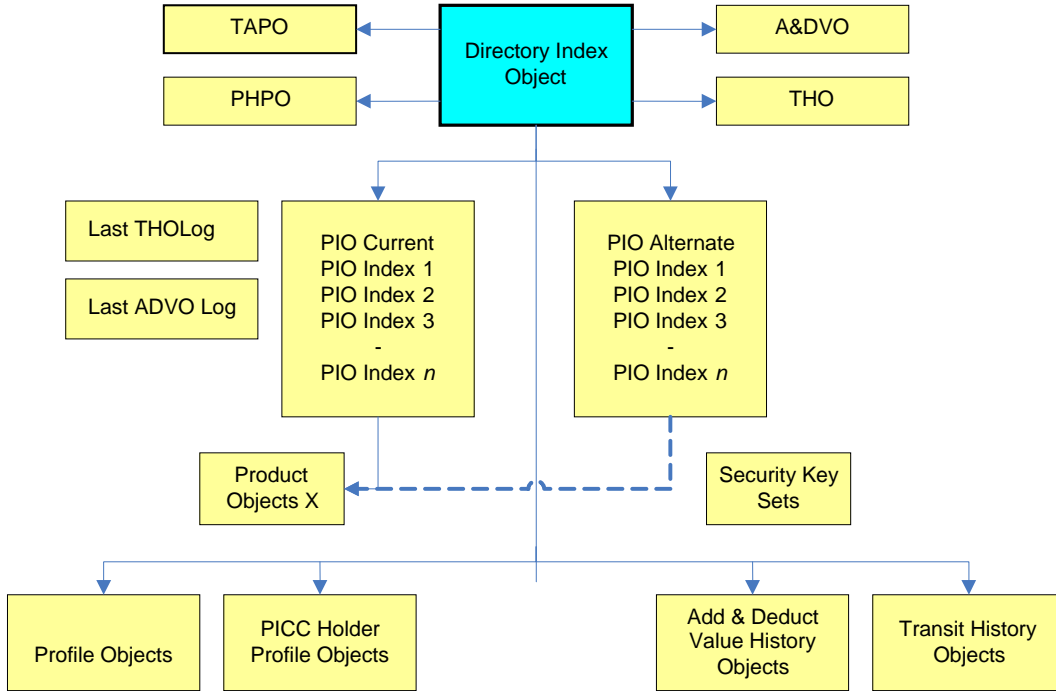 TAPO
Directory Index
Object
A&DVO
PHPO
THO
Last THOLog
Last ADVO Log
PIO Current
PIO Index 1
PIO Index 2
PIO Index 3
-
PIO Index n
PIO Alternate
PIO Index 1
PIO Index 2
PIO Index 3
-
PIO Index n
Product
Objects X
Security Key
Sets
Profile Objects
PICC Holder
Profile Objects
Add & Deduct
Value History
Objects
Transit History
Objects